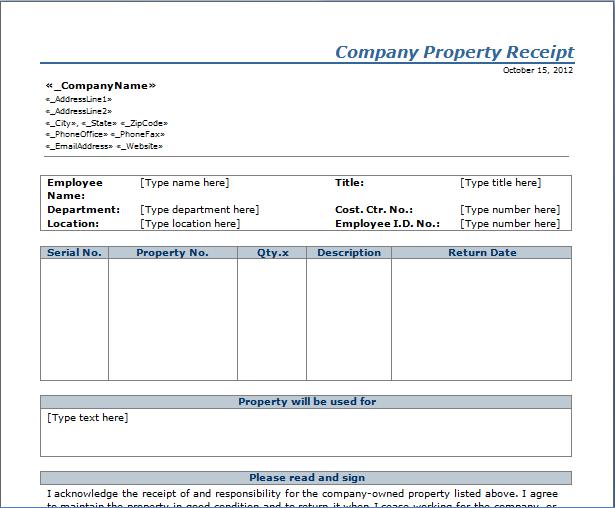 Company Property Receipt
October 15, 2012
«_CompanyName»
«_AddressLine1»
«_AddressLine2»
«_City», «_State» «_ZipCode»
«_PhoneOffice» «_PhoneFax»
«_EmailAddress» «_Website»
Employee Name: [Type name here] Title: [Type title here]
Department: [Type department here] Cost. Ctr. No.: [Type number here]
Location: [Type location here] Employee I.D. No.: [Type number here]
Serial No. Property No. Qty.x Description Return Date
Property will be used for
[Type text here]
Please read and sign
I acknowledge the receipt of and responsibility for the company-owned property listed above. I agree
to maintain the property in good condition and to return it when I cease working for the company, or